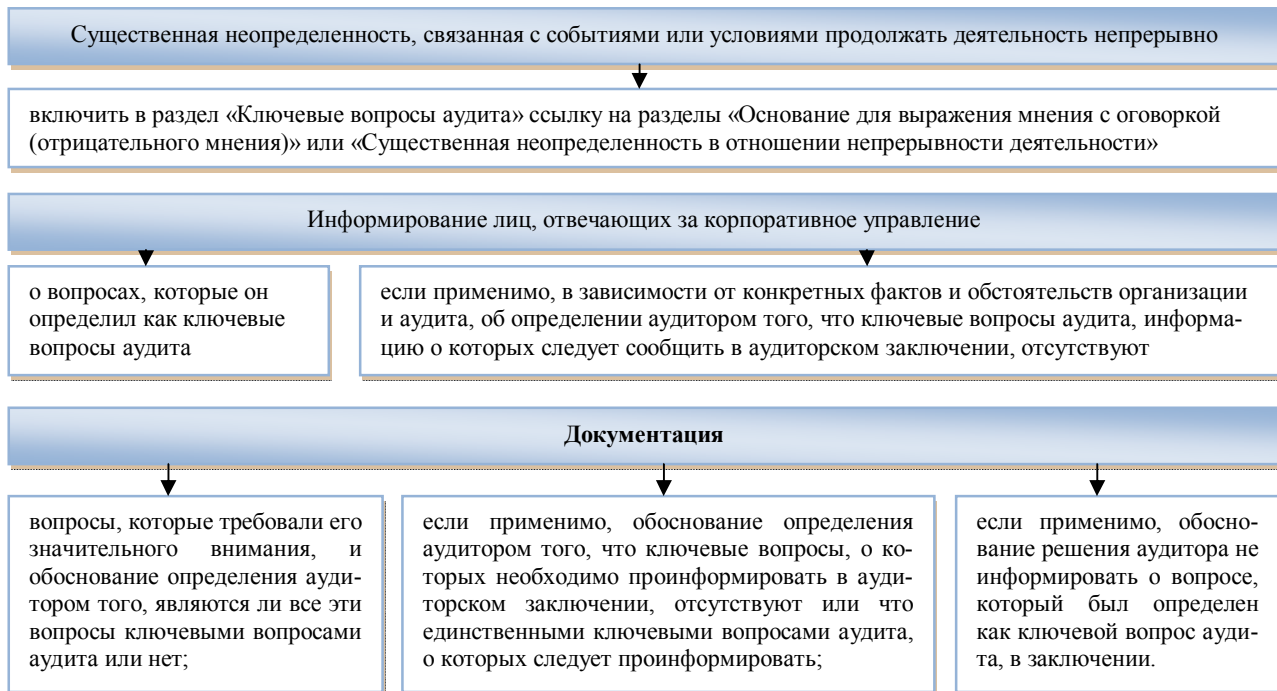 Существенная неопределенность, связанная с событиями или условиями продолжать деятельность непрерывно
включить в раздел «Ключевые вопросы аудита» ссылку на разделы «Основание для выражения мнения с оговоркой
(отрицательного мнения)» или «Существенная неопределенность в отношении непрерывности деятельности»
Информирование лиц, отвечающих за корпоративное управление
о вопросах, которые он
определил как ключевые
вопросы аудита
если применимо, в зависимости от конкретных фактов и обстоятельств организации
и аудита, об определении аудитором того, что ключевые вопросы аудита, информа-
цию о которых следует сообщить в аудиторском заключении, отсутствуют
Документация
вопросы, которые требовали его
значительного внимания, и
обоснование определения ауди-
тором того, являются ли все эти
вопросы ключевыми вопросами
аудита или нет;
если применимо, обоснование определения
аудитором того, что ключевые вопросы, о ко-
торых необходимо проинформировать в ауди-
торском заключении, отсутствуют или что
единственными ключевыми вопросами аудита,
о которых следует проинформировать;
если применимо, обосно-
вание решения аудитора не
информировать о вопросе,
который был определен
как ключевой вопрос ауди-
та, в заключении.